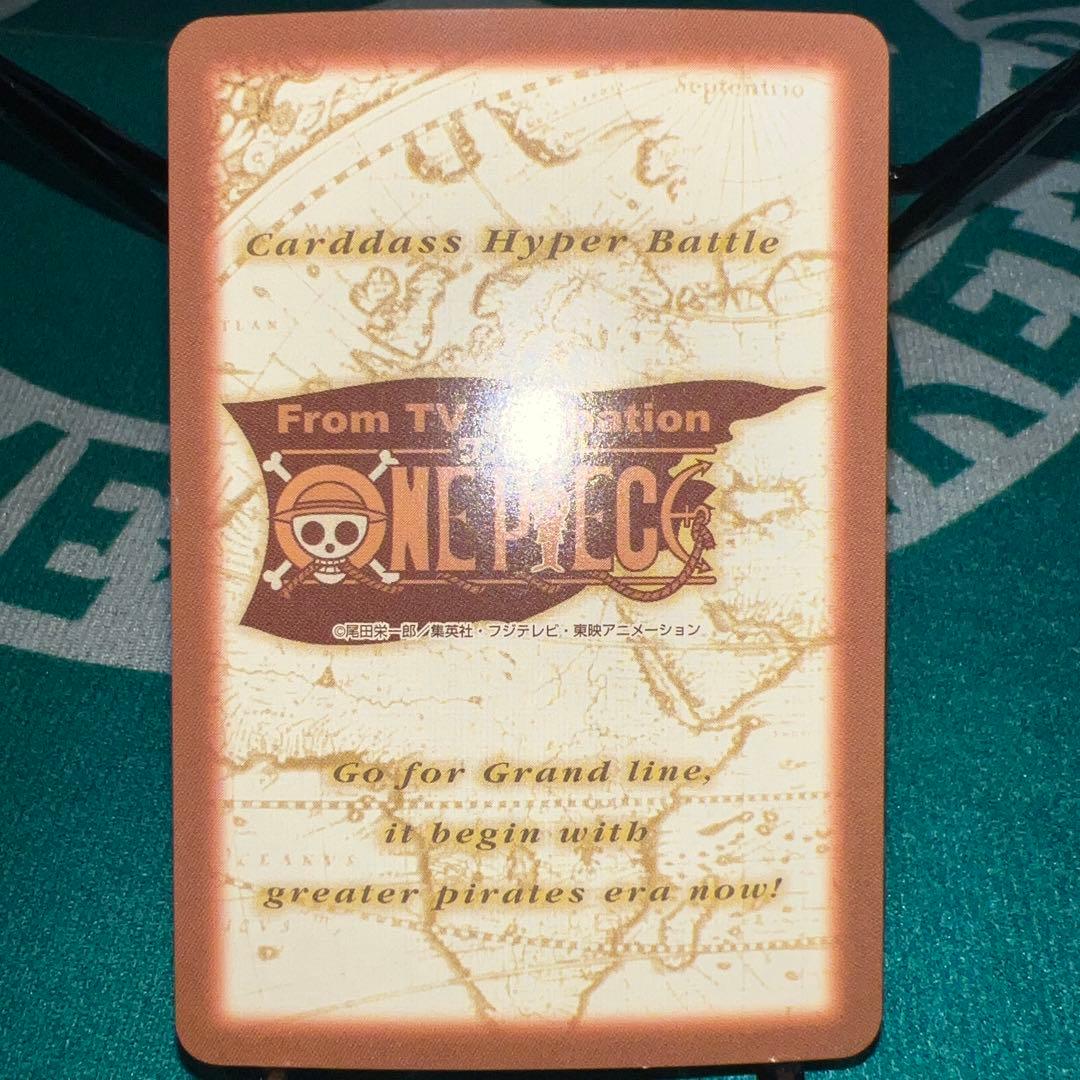 Septentrio
Carddass Hyper Battle
TLAN
From TV
ONE PIECE
©尾田栄一郎／集英社・フジテレビ・東映アニメーション
Go for Grand line,
it begin with
CEANVS
greater pirates era now!